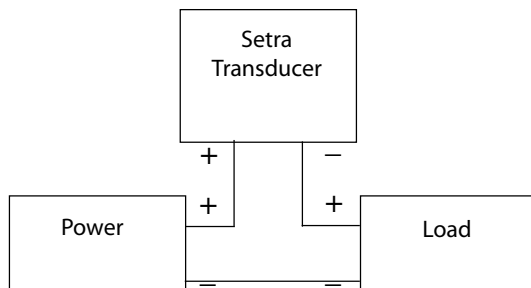 Setra
Transducer
+ –
+ +
Power
Load
– –